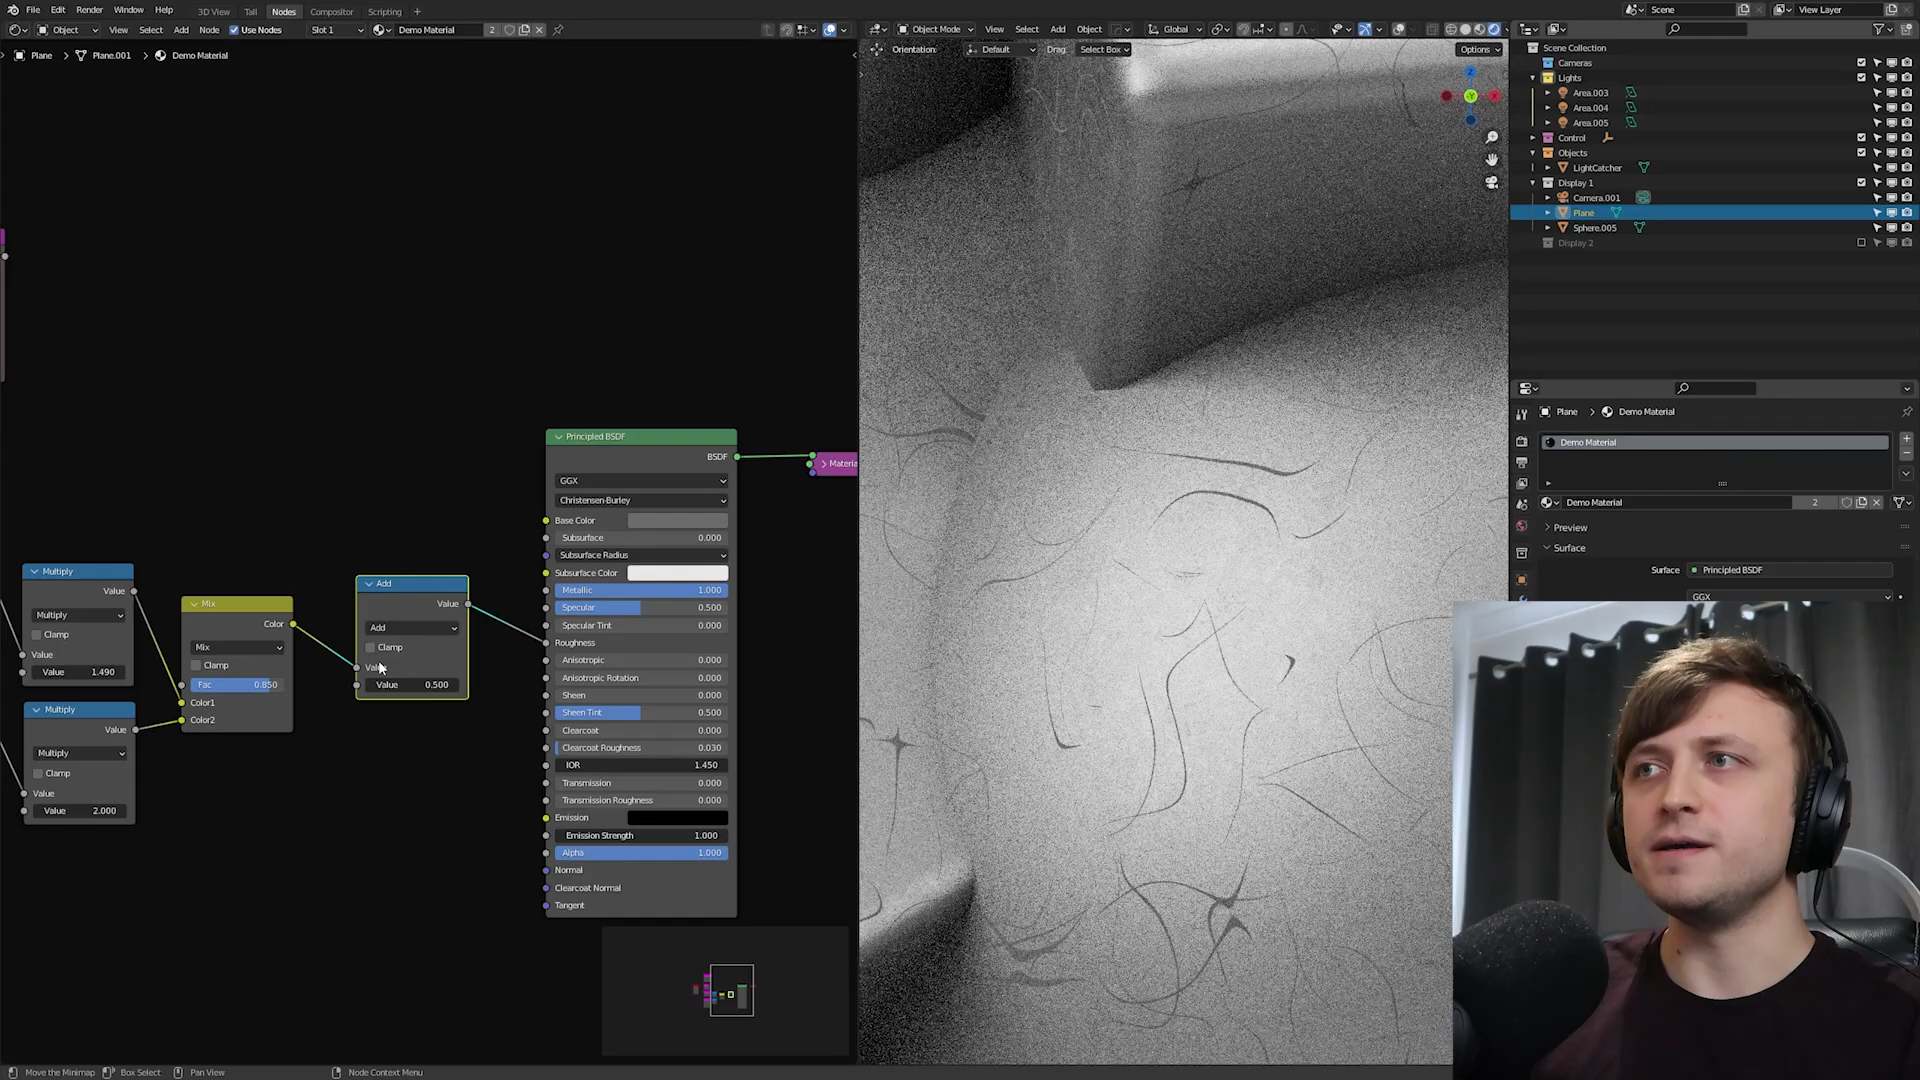 File Edit Render Window Help 3D View Tall Nodes Compositor Scripting + Scene View Layer
Object View Select Add Node Use Nodes Slot 1 Demo Material 2
Object Mode View Select Add Object Global
Plane > Plane.001 > Demo Material
Orientation: Default Drag: Select Box Options
Scene Collection
Cameras
Lights
Area.003
Area.004
Area.005
Control
Objects
LightCatcher
Display 1
Camera.001
Plane
Sphere.005
Display 2
Plane > Demo Material
Demo Material
Demo Material 2
Preview
Surface
Surface Principled BSDF
GGX
Multiply
Value
Multiply
Clamp
Value
Value 1.490
Multiply
Value
Multiply
Clamp
Value
Value 2.000
Mix
Color
Mix
Clamp
Fac 0.850
Color1
Color2
Add
Value
Add
Clamp
Value
Value 0.500
Principled BSDF
BSDF
GGX
Christensen-Burley
Base Color
Subsurface 0.000
Subsurface Radius
Subsurface Color
Metallic 1.000
Specular 0.500
Specular Tint 0.000
Roughness
Anisotropic 0.000
Anisotropic Rotation 0.000
Sheen 0.000
Sheen Tint 0.500
Clearcoat 0.000
Clearcoat Roughness 0.030
IOR 1.450
Transmission 0.000
Transmission Roughness 0.000
Emission
Emission Strength 1.000
Alpha 1.000
Normal
Clearcoat Normal
Tangent
Materia
Z
Y
X
Move the Minimap Box Select Pan View Node Context Menu